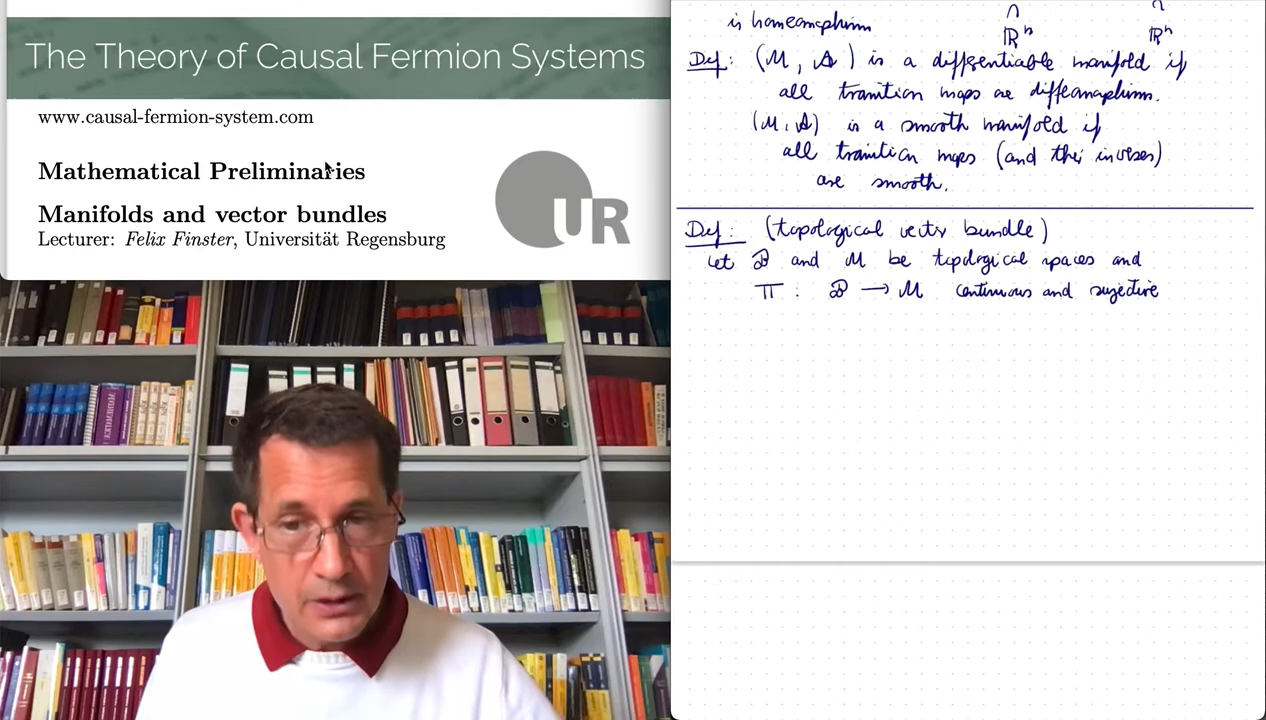 The Theory of Causal Fermion Systems
www.causal-fermion-system.com
Mathematical Preliminaries
Manifolds and vector bundles
Lecturer: Felix Finster, Universität Regensburg
UR
is homeomorphism
ℝⁿ ℝⁿ
Def: (M, A) is a differentiable manifold if
all transition maps are diffeomorphisms.
(M, A) is a smooth manifold if
all transition maps (and their inverses)
are smooth.
Def: (topological vector bundle)
Let B and M be topological spaces and
π : B → M continuous and surjective